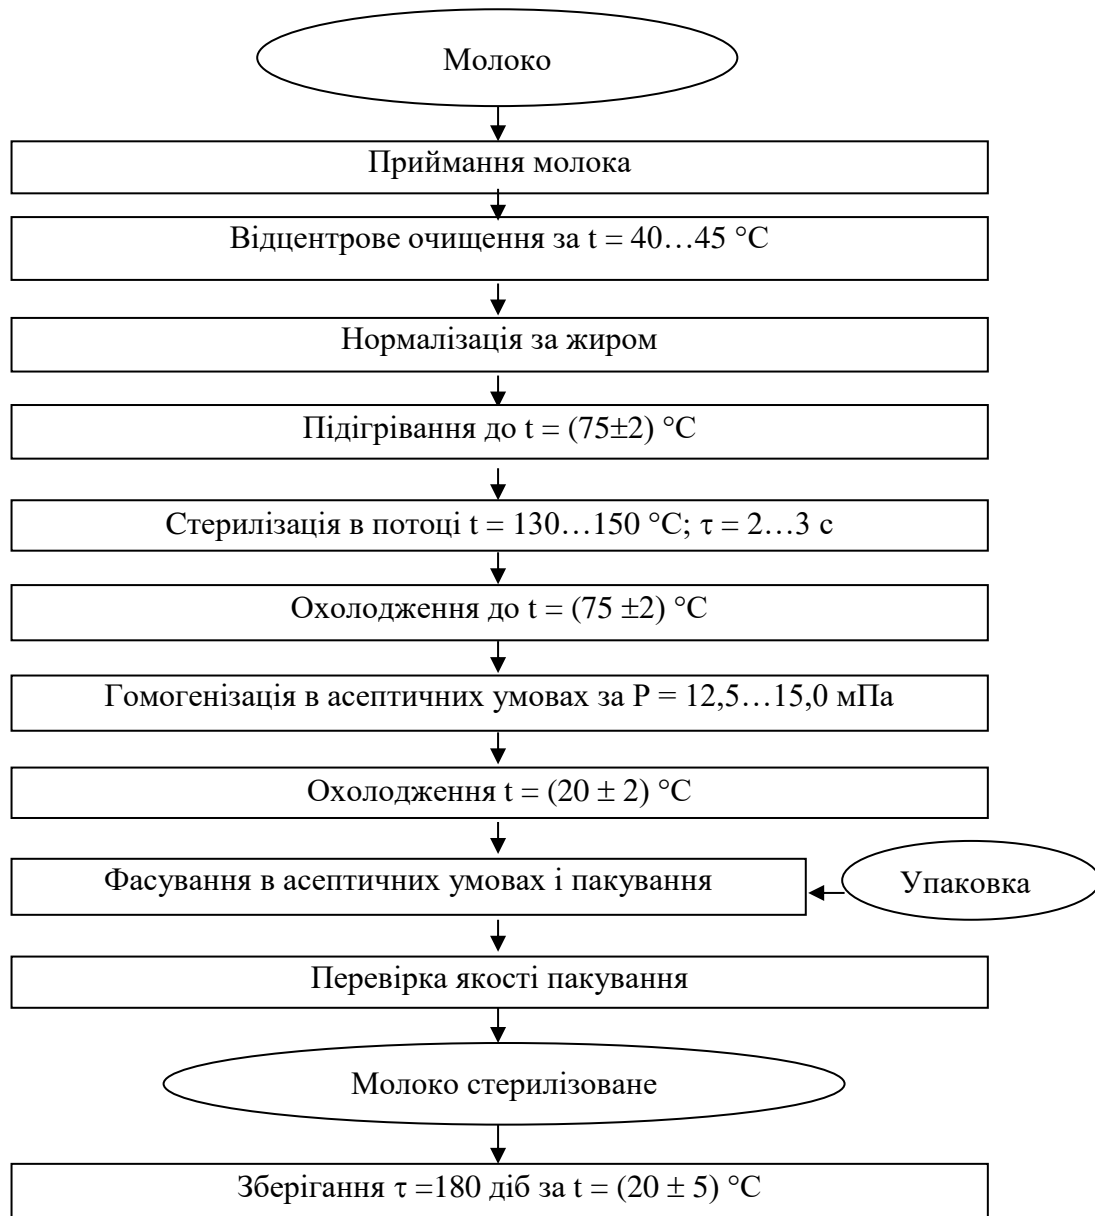 Молоко
Приймання молока
Відцентрове очищення за t = 40…45 °С
Нормалізація за жиром
Підігрівання до t = (75±2) °С
Стерилізація в потоці t = 130…150 °С; τ = 2…3 с
Охолодження до t = (75 ±2) °С
Гомогенізація в асептичних умовах за Р = 12,5…15,0 мПа
Охолодження t = (20 ± 2) °С
Фасування в асептичних умовах і пакування
Упаковка
Перевірка якості пакування
Молоко стерилізоване
Зберігання τ =180 діб за t = (20 ± 5) °С